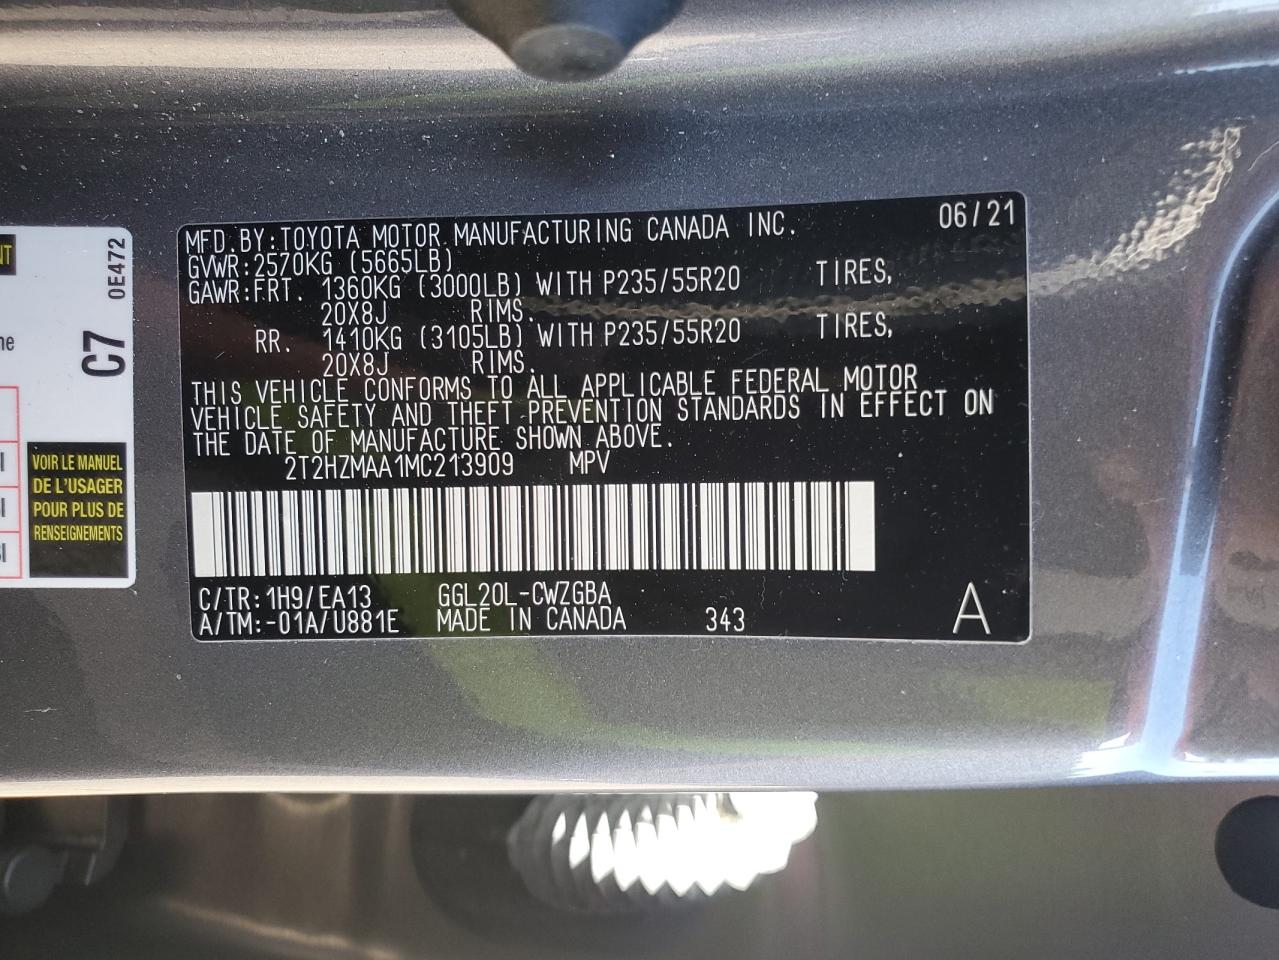 MFD.BY:TOYOTA MOTOR MANUFACTURING CANADA INC. 06/21
GVWR:2570KG (5665LB)
GAWR:FRT. 1360KG (3000LB) WITH P235/55R20 TIRES,
20X8J RIMS.
RR. 1410KG (3105LB) WITH P235/55R20 TIRES,
20X8J RIMS.
THIS VEHICLE CONFORMS TO ALL APPLICABLE FEDERAL MOTOR
VEHICLE SAFETY AND THEFT PREVENTION STANDARDS IN EFFECT ON
THE DATE OF MANUFACTURE SHOWN ABOVE.
2T2HZMAA1MC213909 MPV
C/TR:1H9/EA13 GGL20L-CWZGBA
A/TM:-01A/U881E MADE IN CANADA 343 A
0E472
C7
VOIR LE MANUEL
DE L'USAGER
POUR PLUS DE
RENSEIGNEMENTS